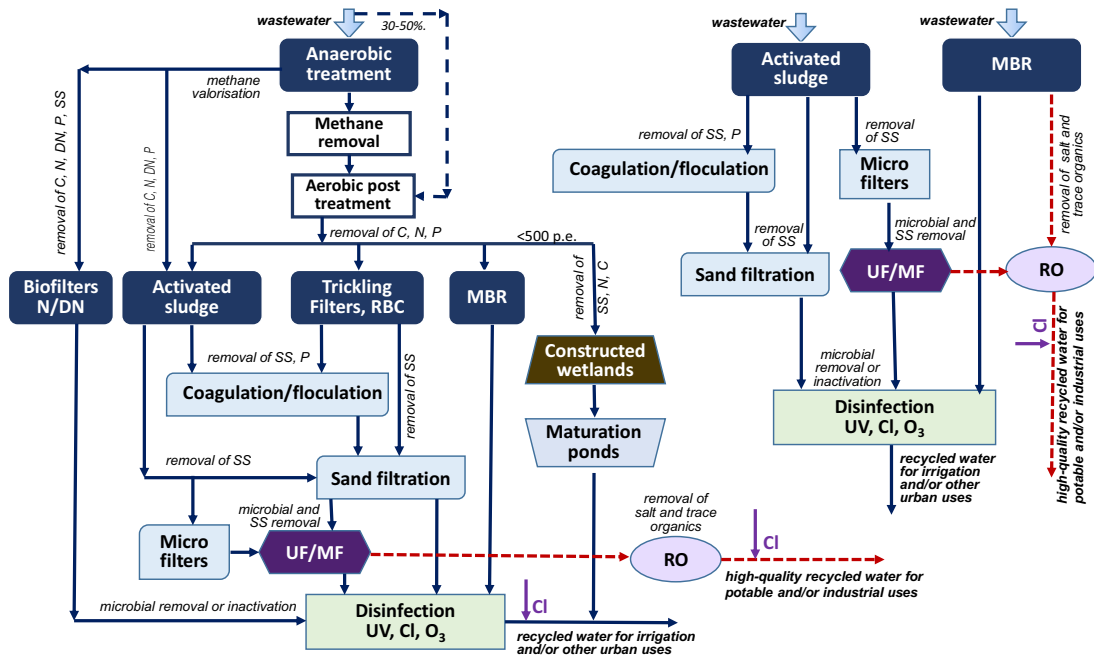 wastewater
30-50%.
Anaerobic
treatment
methane
valorisation
Methane
removal
Aerobic post
treatment
removal of C, N, DN, P, SS
removal of C, N, DN, P
removal of C, N, P
<500 p.e.
removal of
SS, N, C
Biofilters
N/DN
Activated
sludge
Trickling
Filters, RBC
MBR
Constructed
wetlands
removal of SS, P
removal of SS
Coagulation/floculation
Maturation
ponds
removal of SS
Sand filtration
microbial and
SS removal
Micro
filters
UF/MF
removal of
salt and trace
organics
RO
Cl
high-quality recycled water for
potable and/or industrial uses
microbial removal or inactivation
Disinfection
UV, Cl, O3
Cl
recycled water for irrigation
and/or other urban uses
wastewater
Activated
sludge
wastewater
MBR
removal of SS, P
removal
of SS
removal of salt and
trace organics
Coagulation/floculation
Micro
filters
removal
of SS
microbial and
SS removal
Sand filtration
UF/MF
RO
Cl
high-quality recycled water for
potable and/or industrial uses
microbial
removal or
inactivation
Disinfection
UV, Cl, O3
recycled water
for irrigation
and/or other
urban uses